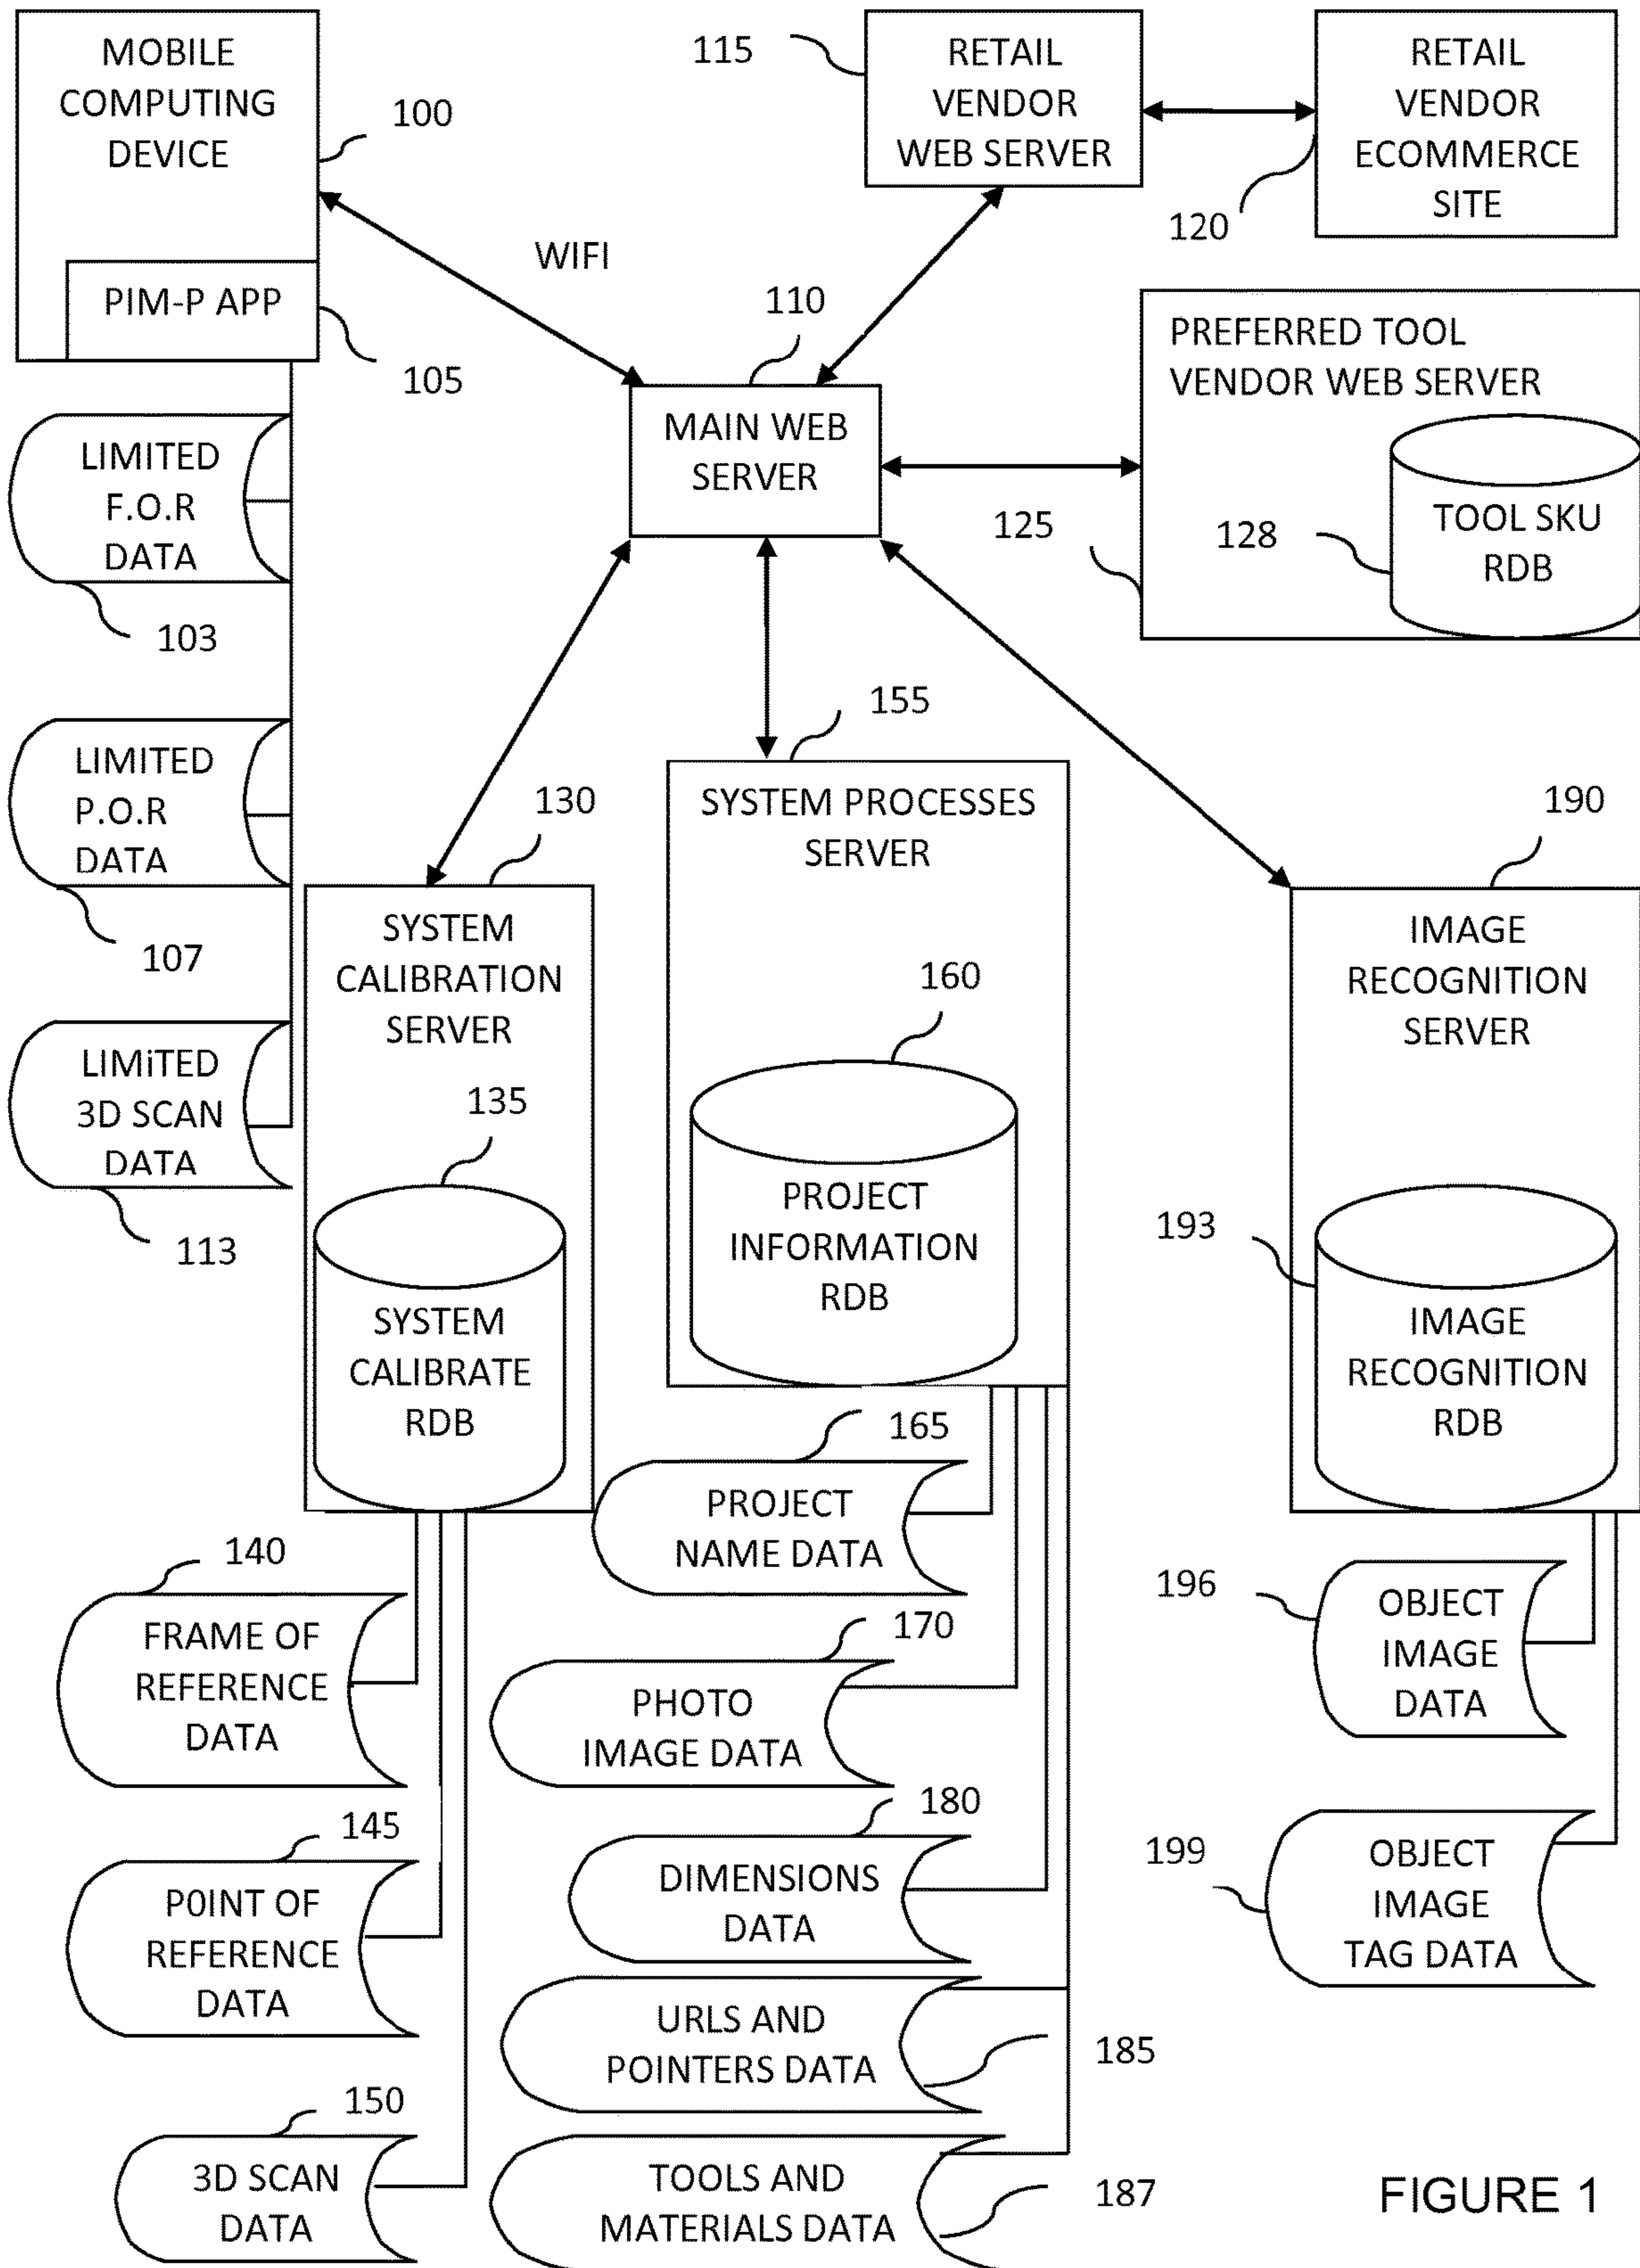 MOBILE
COMPUTING
DEVICE
100
PIM-P APP
105
WIFI
115
RETAIL
VENDOR
WEB SERVER
RETAIL
VENDOR
ECOMMERCE
SITE
120
110
MAIN WEB
SERVER
PREFERRED TOOL
VENDOR WEB SERVER
125
128
TOOL SKU
RDB
LIMITED
F.O.R
DATA
103
LIMITED
P.O.R
DATA
107
LIMiTED
3D SCAN
DATA
113
130
SYSTEM
CALIBRATION
SERVER
135
SYSTEM
CALIBRATE
RDB
155
SYSTEM PROCESSES
SERVER
160
PROJECT
INFORMATION
RDB
190
IMAGE
RECOGNITION
SERVER
193
IMAGE
RECOGNITION
RDB
140
FRAME OF
REFERENCE
DATA
145
P0INT OF
REFERENCE
DATA
150
3D SCAN
DATA
165
PROJECT
NAME DATA
170
PHOTO
IMAGE DATA
180
DIMENSIONS
DATA
URLS AND
POINTERS DATA
185
TOOLS AND
MATERIALS DATA
187
196
OBJECT
IMAGE
DATA
199
OBJECT
IMAGE
TAG DATA
FIGURE 1